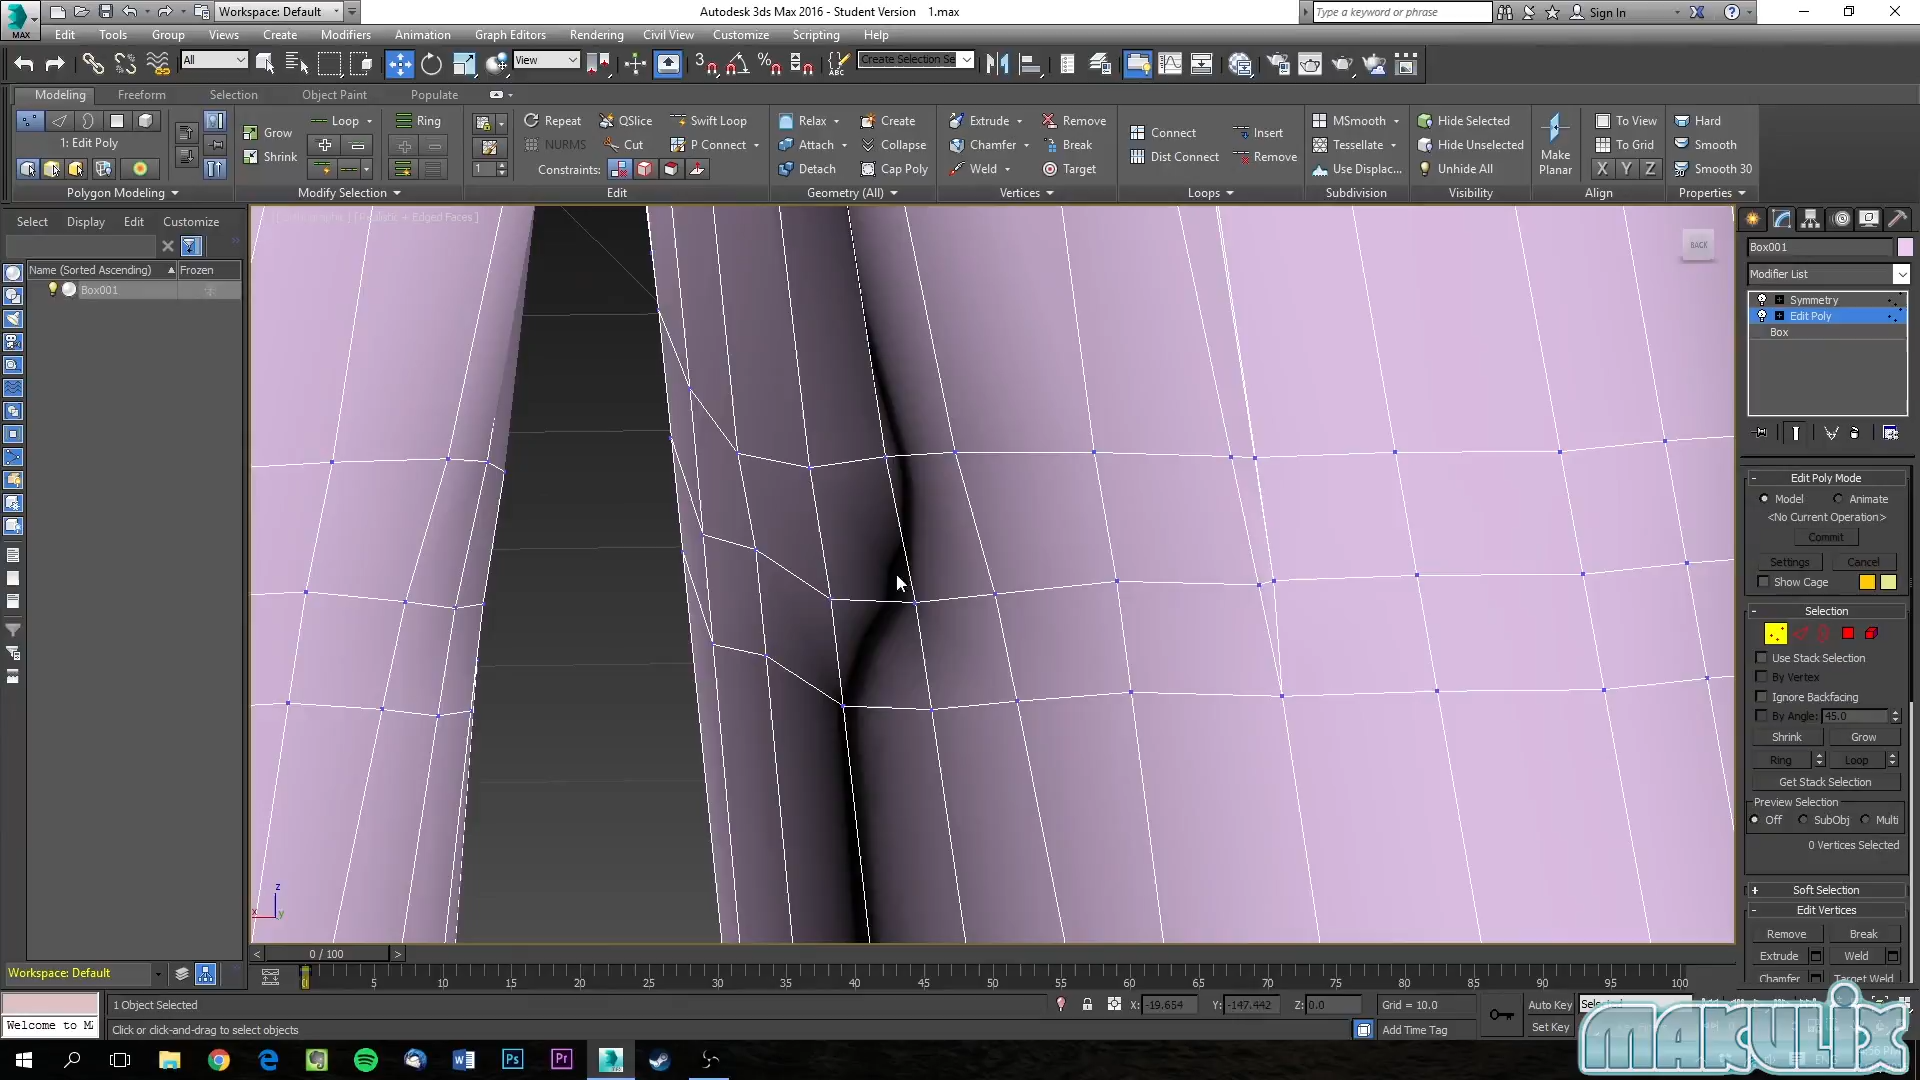 Workspace: Default
Autodesk 3ds Max 2016 - Student Version 1.max
Type a keyword or phrase
Sign In
MAX
Edit Tools Group Views Create Modifiers Animation Graph Editors Rendering Civil View Customize Scripting Help
All
View
Create Selection Se
ABC
Modeling Freeform Selection Object Paint Populate
Loop Ring Repeat QSlice Swift Loop Relax Create Extrude Remove MSmooth Hide Selected To View Hard
1: Edit Poly Grow NURMS Cut P Connect Attach Collapse Chamfer Break Connect Insert Tessellate Hide Unselected Make Planar To Grid Smooth
Shrink 1 Constraints: Detach Cap Poly Weld Target Dist Connect Remove Use Displac... Unhide All X Y Z Smooth 30
Polygon Modeling Modify Selection Edit Geometry (All) Vertices Loops Subdivision Visibility Align Properties
Select Display Edit Customize
Name (Sorted Ascending) Frozen
Box001
+ Edged Faces ]
BACK
z
x
y
Box001
Modifier List
Symmetry
Edit Poly
Box
Edit Poly Mode
Model Animate
<No Current Operation>
Commit
Settings Cancel
Show Cage
Selection
Use Stack Selection
By Vertex
Ignore Backfacing
By Angle: 45.0
Shrink Grow
Ring Loop
Get Stack Selection
Preview Selection
Off SubObj Multi
0 Vertices Selected
Soft Selection
Edit Vertices
Remove Break
Extrude Weld
Chamfer Target Weld
< 0 / 100 >
Workspace: Default
0 5 10 15 20 25 30 35 40 45 50 55 60 65 70 75 80 85 90 95 100
1 Object Selected
X: -19.654 Y: -147.442 Z: 0.0 Grid = 10.0
Auto Key
Welcome to M
Click or click-and-drag to select objects
Add Time Tag
Set Key
MAKULIX